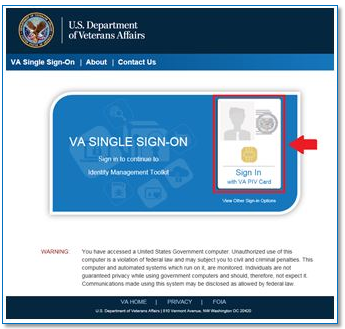 U.S. Department
of Veterans Affairs
VA Single Sign-On | About | Contact Us
VA SINGLE SIGN-ON
Sign in to continue to
Identity Management Toolkit
Sign In
with VA PIV Card
View Other Sign-in Options
WARNING
You have accessed a United States Government computer. Unauthorized use of this
computer is a violation of federal law and may subject you to civil and criminal penalties. This
computer and automated systems which run on it, are monitored. Individuals are not
guaranteed privacy while using government computers and should, therefore, not expect it.
Communications made using this system may be disclosed as allowed by federal law.
VA HOME | PRIVACY | FOIA
U.S. Department of Veterans Affairs | 810 Vermont Avenue, NW Washington DC 20420